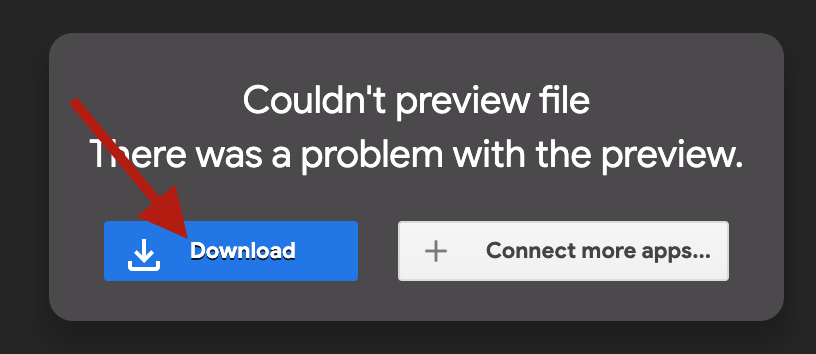 Couldn't preview file
There was a problem with the preview.
Download
Connect more apps...